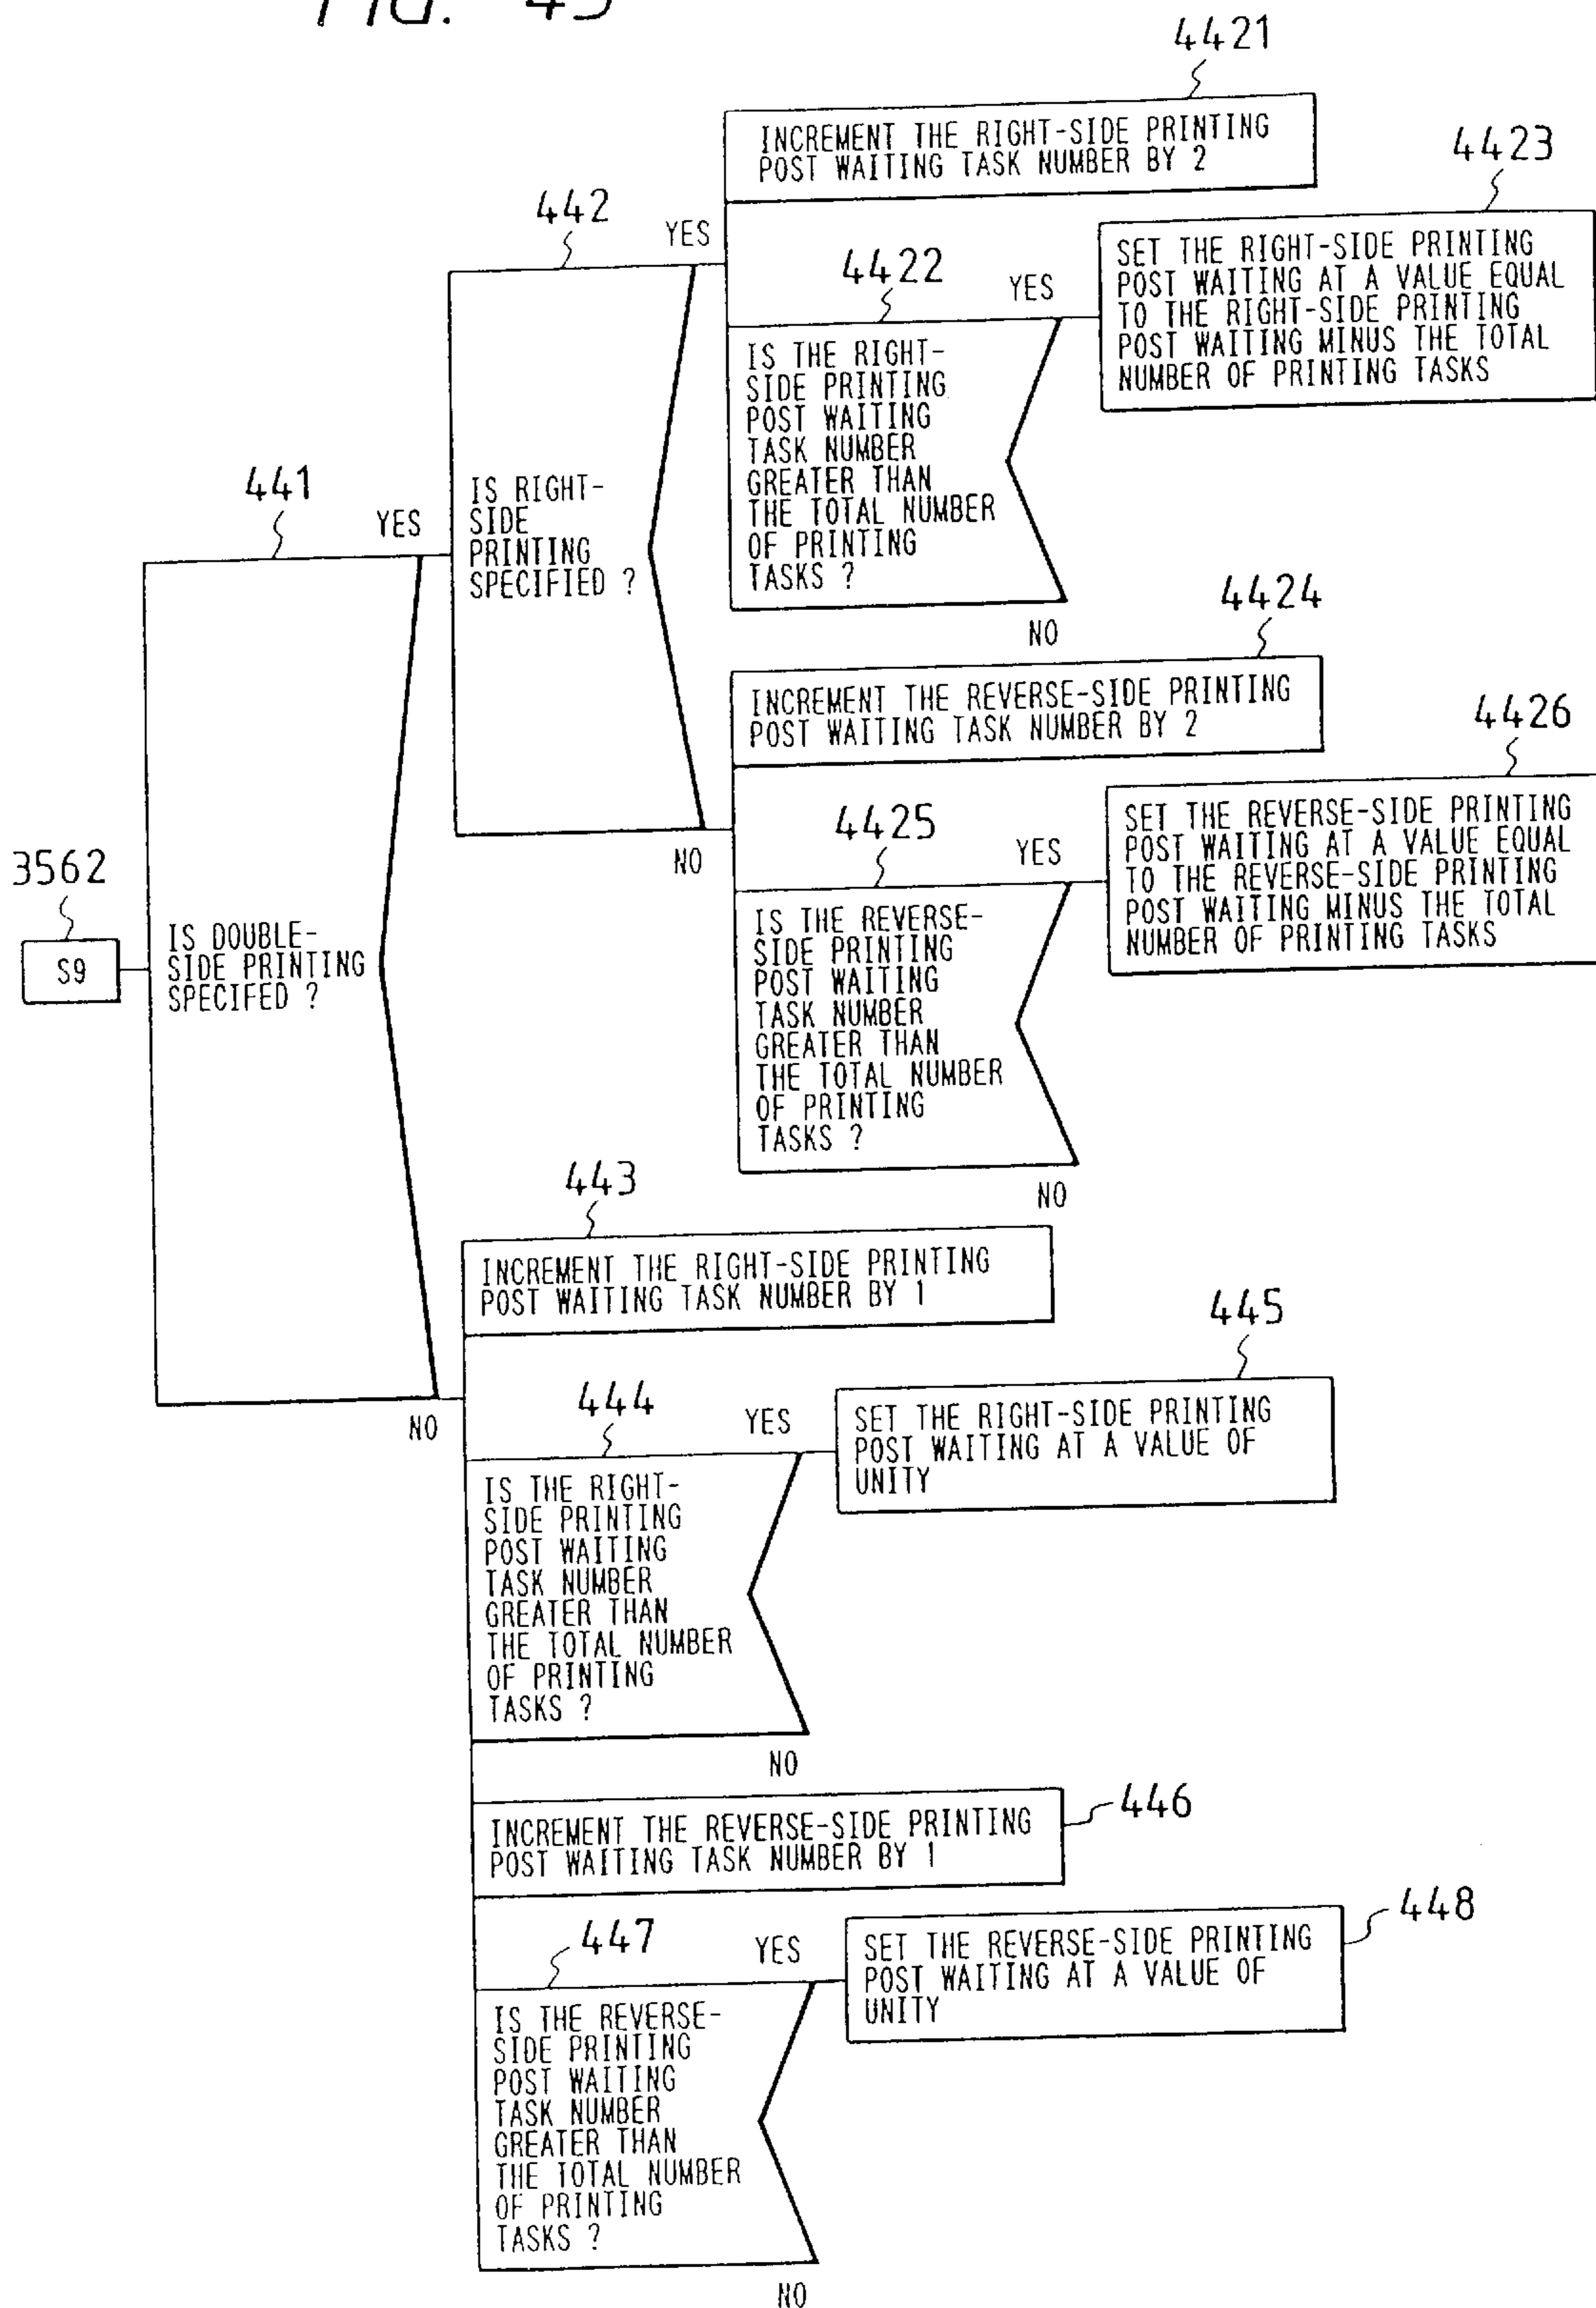 FIG. 45
4421
INCREMENT THE RIGHT-SIDE PRINTING
POST WAITING TASK NUMBER BY 2
4423
SET THE RIGHT-SIDE PRINTING
POST WAITING AT A VALUE EQUAL
TO THE RIGHT-SIDE PRINTING
POST WAITING MINUS THE TOTAL
NUMBER OF PRINTING TASKS
442
YES
4422
YES
IS THE RIGHT-
SIDE PRINTING
POST WAITING
TASK NUMBER
GREATER THAN
THE TOTAL NUMBER
OF PRINTING
TASKS ?
NO
441
YES
IS RIGHT-
SIDE
PRINTING
SPECIFIED ?
NO
4424
INCREMENT THE REVERSE-SIDE PRINTING
POST WAITING TASK NUMBER BY 2
4426
SET THE REVERSE-SIDE PRINTING
POST WAITING AT A VALUE EQUAL
TO THE REVERSE-SIDE PRINTING
POST WAITING MINUS THE TOTAL
NUMBER OF PRINTING TASKS
4425
YES
IS THE REVERSE-
SIDE PRINTING
POST WAITING
TASK NUMBER
GREATER THAN
THE TOTAL NUMBER
OF PRINTING
TASKS ?
NO
3562
S9
IS DOUBLE-
SIDE PRINTING
SPECIFED ?
NO
443
INCREMENT THE RIGHT-SIDE PRINTING
POST WAITING TASK NUMBER BY 1
445
SET THE RIGHT-SIDE PRINTING
POST WAITING AT A VALUE OF
UNITY
444
YES
IS THE RIGHT-
SIDE PRINTING
POST WAITING
TASK NUMBER
GREATER THAN
THE TOTAL NUMBER
OF PRINTING
TASKS ?
NO
446
INCREMENT THE REVERSE-SIDE PRINTING
POST WAITING TASK NUMBER BY 1
448
SET THE REVERSE-SIDE PRINTING
POST WAITING AT A VALUE OF
UNITY
447
YES
IS THE REVERSE-
SIDE PRINTING
POST WAITING
TASK NUMBER
GREATER THAN
THE TOTAL NUMBER
OF PRINTING
TASKS ?
NO